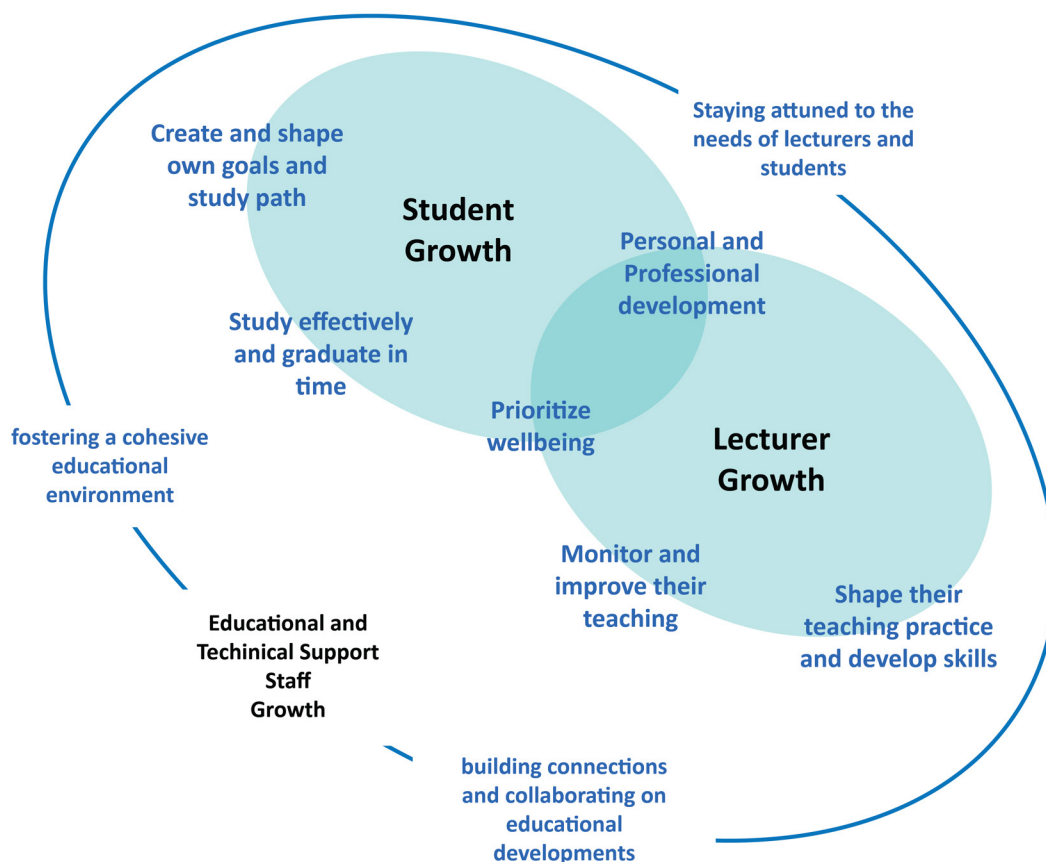 Staying attuned to the
needs of lecturers and
students
Create and shape
own goals and
study path
Student
Growth
Personal and
Professional
development
Study effectively
and graduate in
time
Prioritize
wellbeing
Lecturer
Growth
fostering a cohesive
educational
environment
Monitor and
improve their
teaching
Shape their
teaching practice
and develop skills
Educational and
Techinical Support
Staff
Growth
building connections
and collaborating on
educational
developments